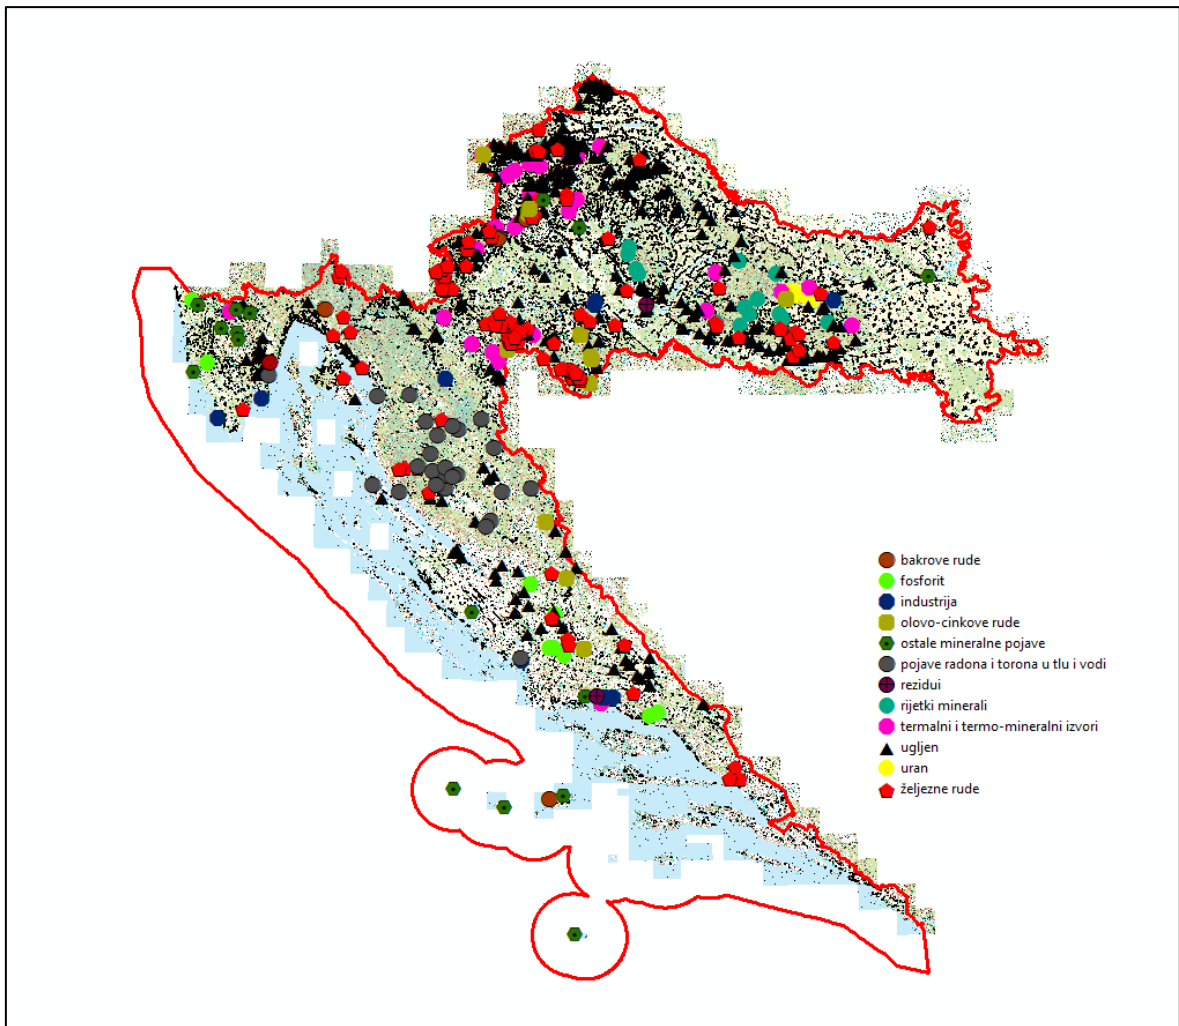 bakrove rude
fosforit
industrija
olovo-cinkove rude
ostale mineralne pojave
pojave radona i torona u tlu i vodi
rezidui
rijetki minerali
termalni i termo-mineralni izvori
ugljen
uran
željezne rude